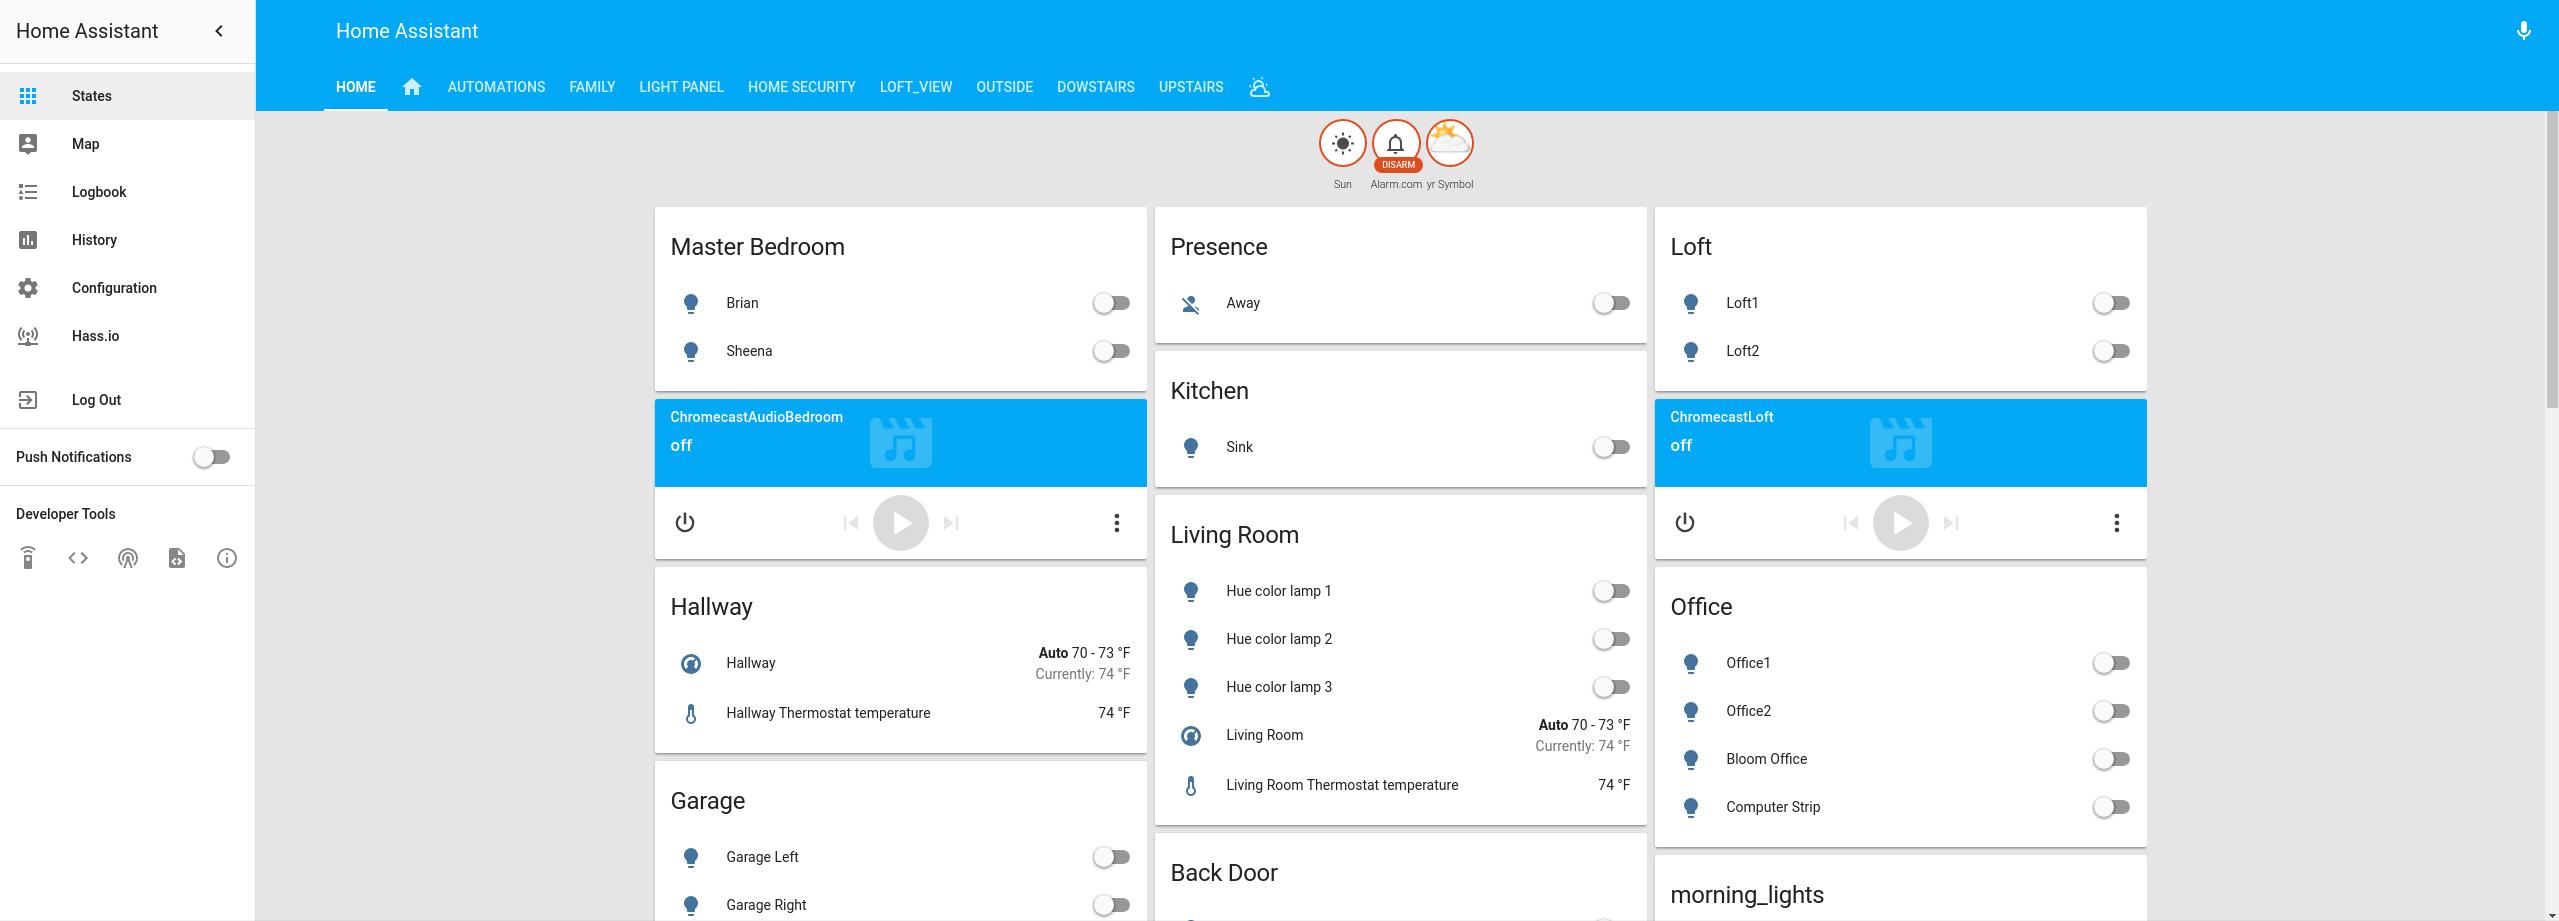 Home Assistant
States
Map
Logbook
History
Configuration
Hass.io
Log Out
Push Notifications
Developer Tools
Home Assistant
HOME AUTOMATIONS FAMILY LIGHT PANEL HOME SECURITY LOFT_VIEW OUTSIDE DOWSTAIRS UPSTAIRS
DISARM
Sun Alarm.com yr Symbol
Master Bedroom
Brian
Sheena
ChromecastAudioBedroom
off
Hallway
Hallway Auto 70 - 73 °F
Currently: 74 °F
Hallway Thermostat temperature 74 °F
Garage
Garage Left
Garage Right
Presence
Away
Kitchen
Sink
Living Room
Hue color lamp 1
Hue color lamp 2
Hue color lamp 3
Living Room Auto 70 - 73 °F
Currently: 74 °F
Living Room Thermostat temperature 74 °F
Back Door
Loft
Loft1
Loft2
ChromecastLoft
off
Office
Office1
Office2
Bloom Office
Computer Strip
morning_lights